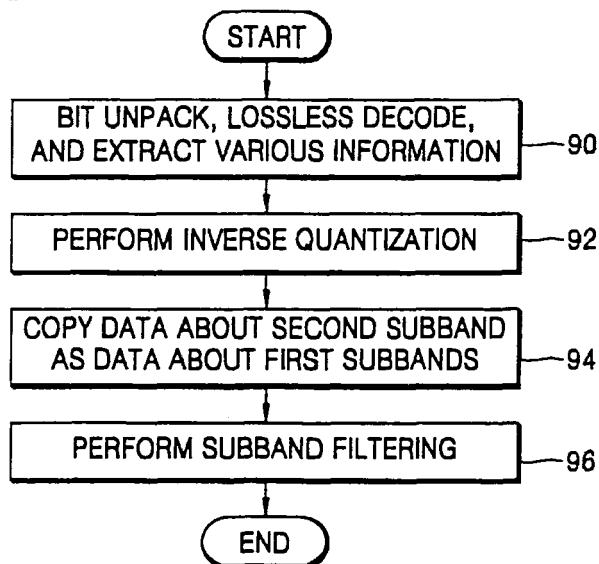 START
BIT UNPACK, LOSSLESS DECODE,
AND EXTRACT VARIOUS INFORMATION
90
PERFORM INVERSE QUANTIZATION
92
COPY DATA ABOUT SECOND SUBBAND
AS DATA ABOUT FIRST SUBBANDS
94
PERFORM SUBBAND FILTERING
96
END